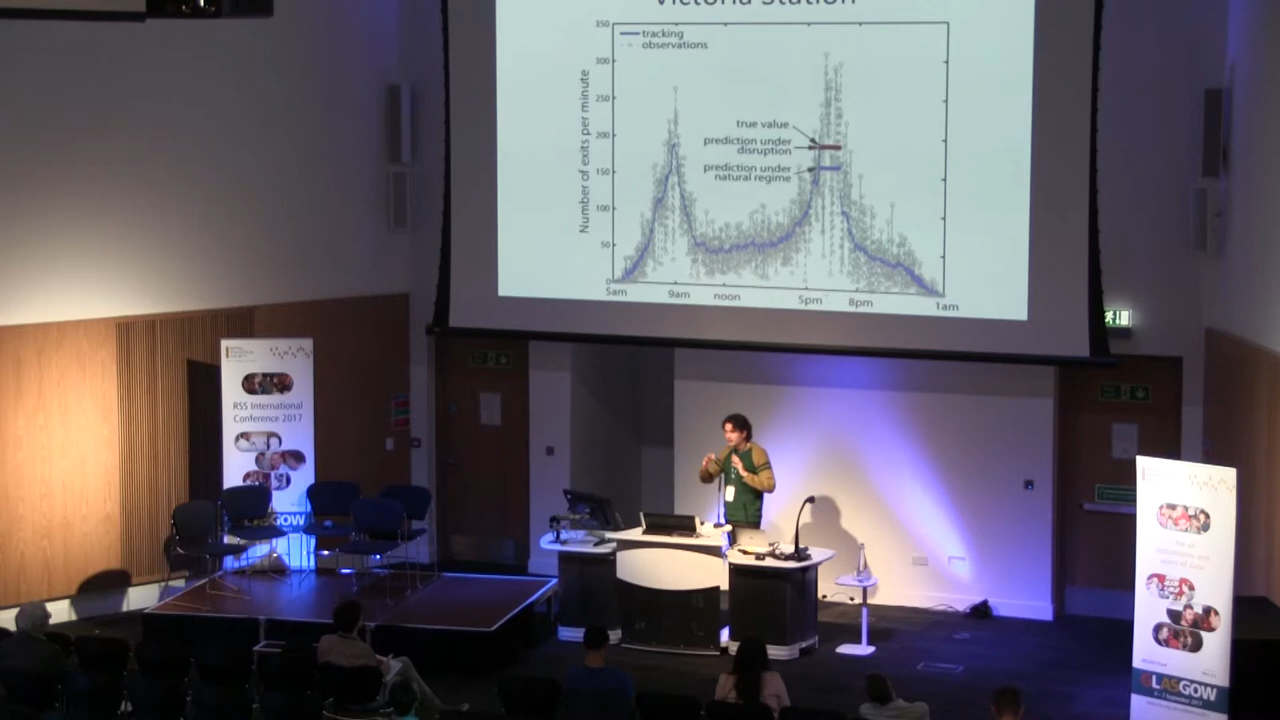 Victoria Station
350
300
250
200
150
100
50
0
Number of exits per minute
tracking
observations
true value
prediction under
disruption
prediction under
natural regime
5am
9am
noon
5pm
8pm
1am
RSS International
Conference 2017
GLASGOW
GLASGOW